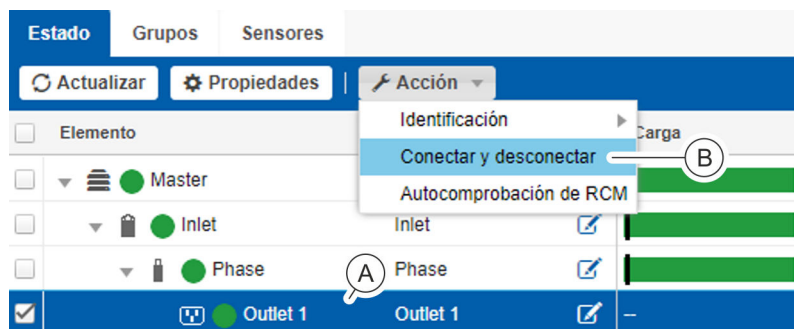 Estado Grupos Sensores
Actualizar Propiedades | Acción
Elemento Carga
Identificación
Conectar y desconectar B
Autocomprobación de RCM
Master
Inlet Inlet
Phase A Phase
Outlet 1 Outlet 1 --